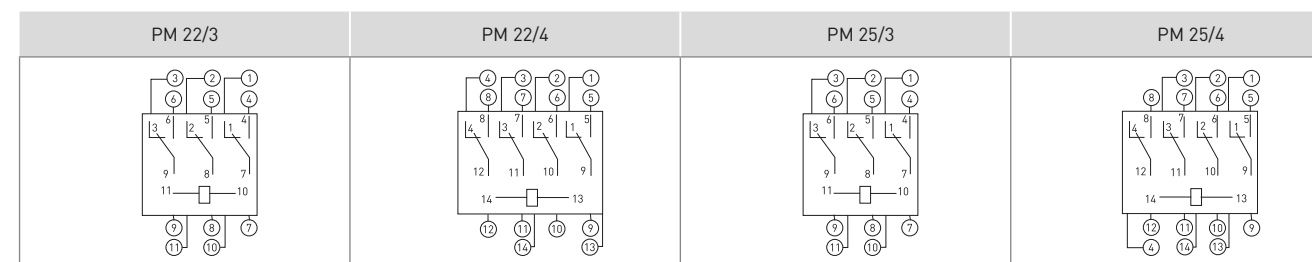 PM 22/3 PM 22/4 PM 25/3 PM 25/4
3 2 1 4 3 2 1 3 2 1 3 2 1
6 5 4 8 7 6 5 6 5 4 8 7 6 5
6 5 4 8 7 6 5 6 5 4 8 7 6 5
3 2 1 4 3 2 1 3 2 1 4 3 2 1
9 8 7 12 11 10 9 9 8 7 12 11 10 9
11 10 14 13 11 10 14 13
9 8 7 12 11 10 9 9 8 7 12 11 10 9
11 10 14 13 11 10 4 14 13